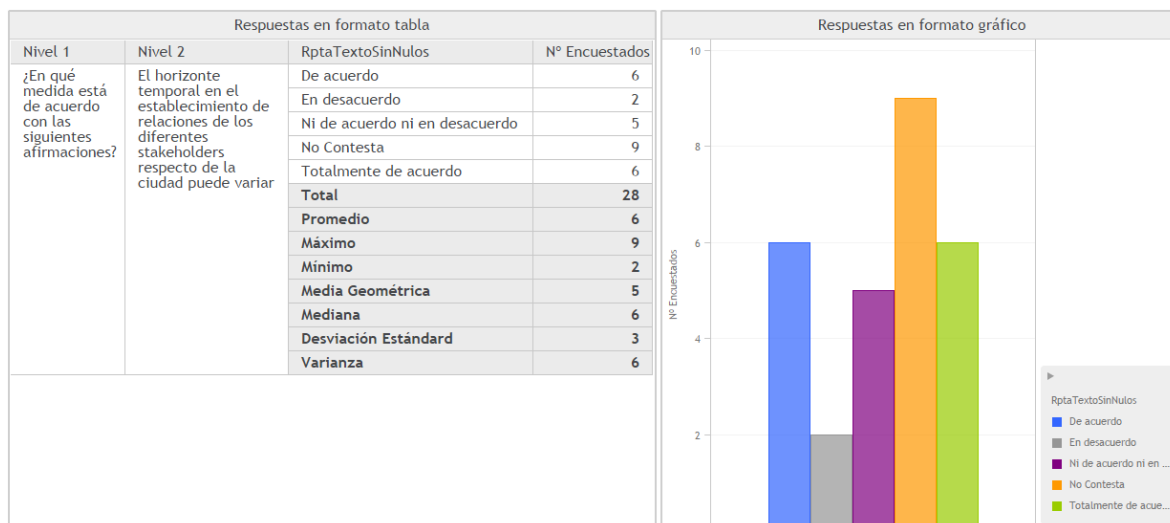 Respuestas en formato tabla
Nivel 1 Nivel 2 RptaTextoSinNulos Nº Encuestados
¿En qué
medida está
de acuerdo
con las
siguientes
afirmaciones?
El horizonte
temporal en el
establecimiento de
relaciones de los
diferentes
stakeholders
respecto de la
ciudad puede variar
De acuerdo 6
En desacuerdo 2
Ni de acuerdo ni en desacuerdo 5
No Contesta 9
Totalmente de acuerdo 6
Total 28
Promedio 6
Máximo 9
Mínimo 2
Media Geométrica 5
Mediana 6
Desviación Estándard 3
Varianza 6
Respuestas en formato gráfico
10
8
6
4
2
Nº Encuestados
RptaTextoSinNulos
De acuerdo
En desacuerdo
Ni de acuerdo ni en ...
No Contesta
Totalmente de acue...